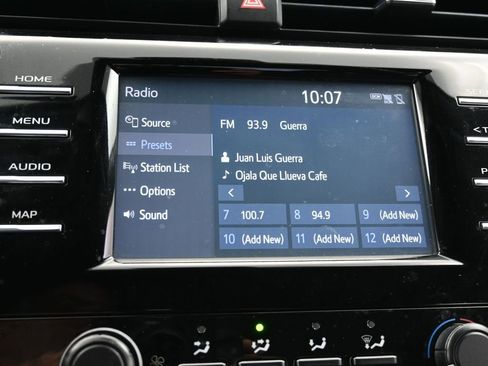 Radio 10:07
HOME
MENU
AUDIO
MAP
Source
Presets
Station List
Options
Sound
FM 93.9 Guerra
Juan Luis Guerra
Ojala Que Llueva Cafe
< >
7 100.7 8 94.9 9 (Add New)
10 (Add New) 11 (Add New) 12 (Add New)
<T